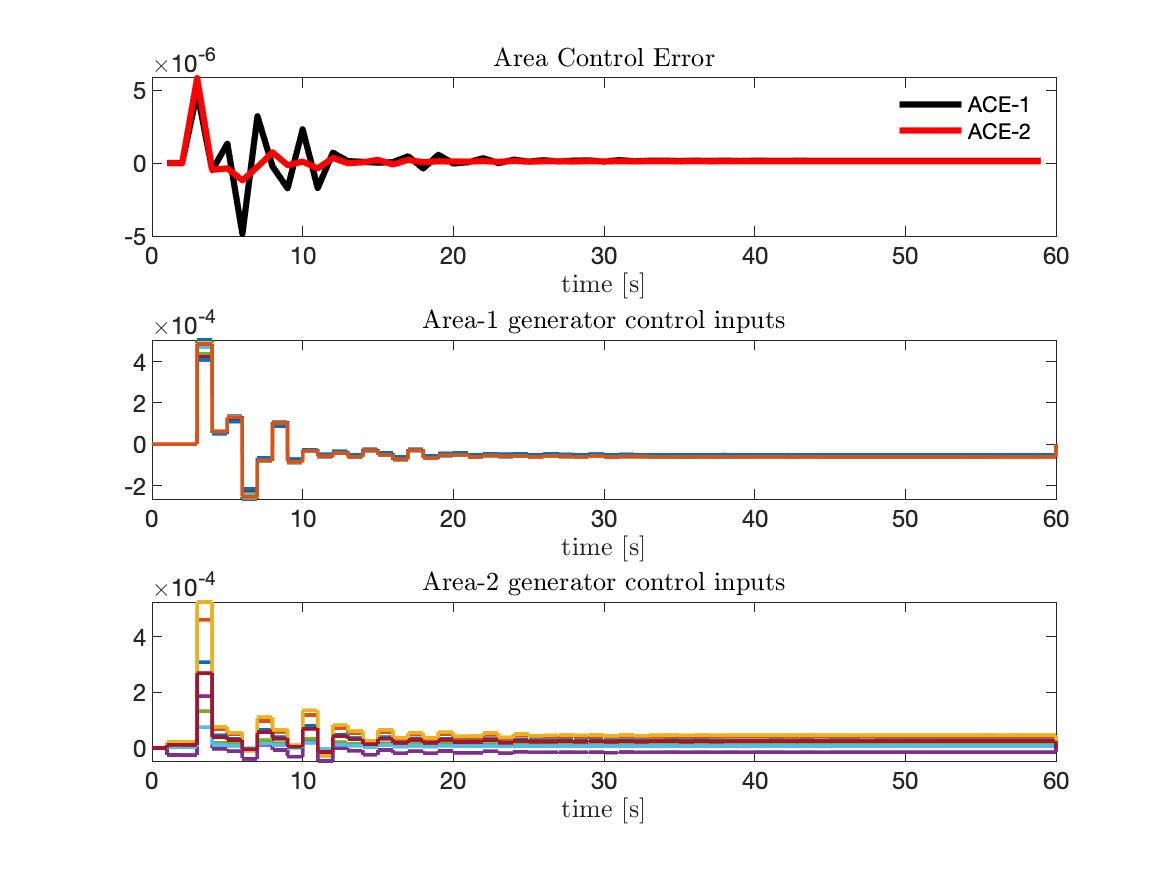 ×10-6
Area Control Error
5
0
-5
ACE-1
ACE-2
0 10 20 30 40 50 60
time [s]
×10-4
Area-1 generator control inputs
4
2
0
-2
0 10 20 30 40 50 60
time [s]
×10-4
Area-2 generator control inputs
4
2
0
0 10 20 30 40 50 60
time [s]